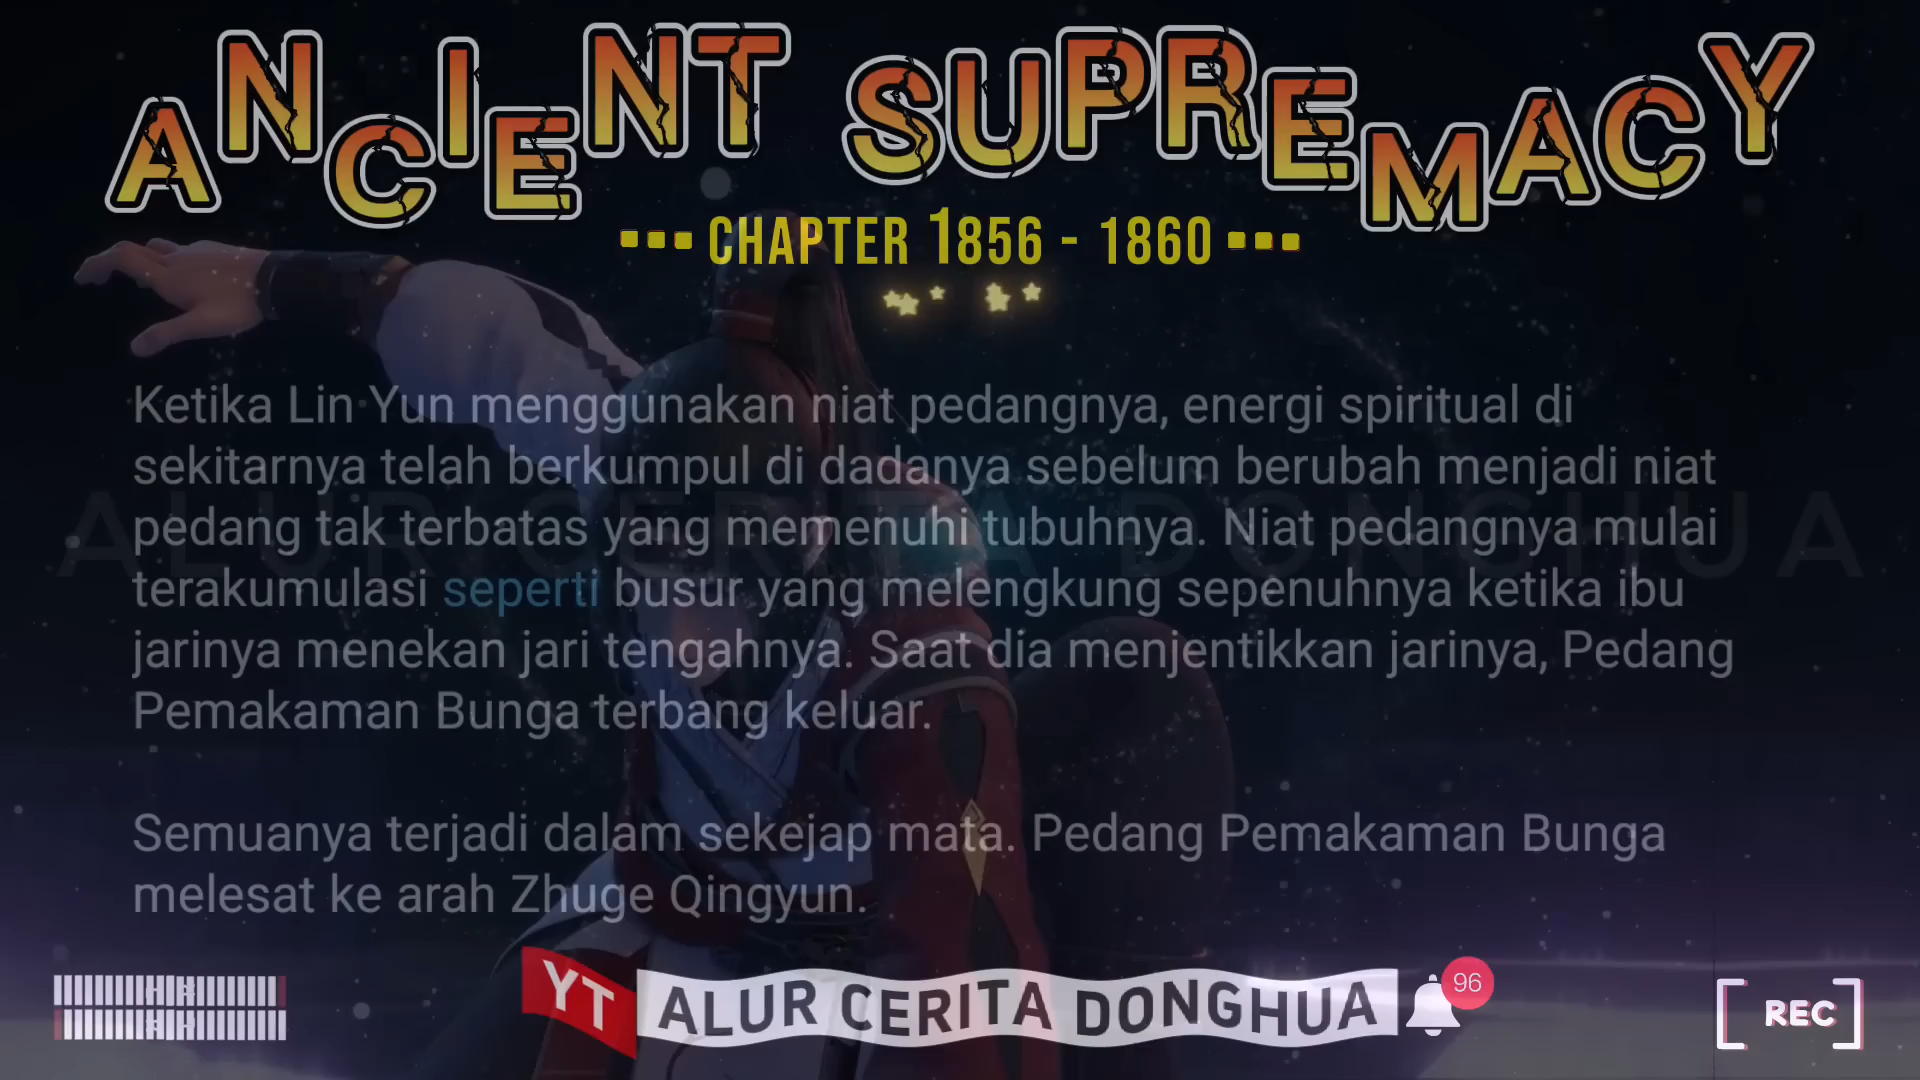 ANCIENT SUPREMACY
CHAPTER 1856 - 1860
Ketika Lin Yun menggunakan niat pedangnya, energi spiritual di
sekitarnya telah berkumpul di dadanya sebelum berubah menjadi niat
pedang tak terbatas yang memenuhi tubuhnya. Niat pedangnya mulai
ALUR CERITA DONGHUA
terakumulasi seperti busur yang melengkung sepenuhnya ketika ibu
jarinya menekan jari tengahnya. Saat dia menjentikkan jarinya, Pedang
Pemakaman Bunga terbang keluar.
Semuanya terjadi dalam sekejap mata. Pedang Pemakaman Bunga
melesat ke arah Zhuge Qingyun.
YT ALUR CERITA DONGHUA 96
REC